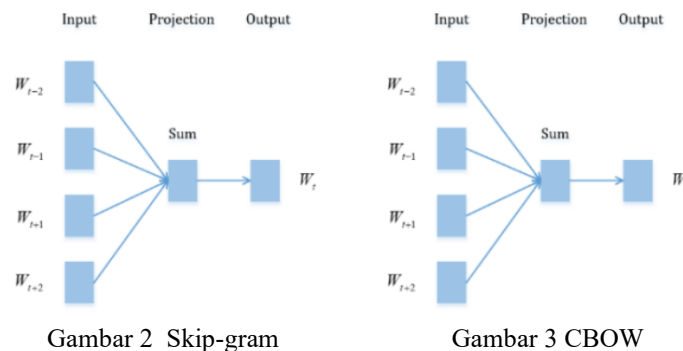 Input Projection Output
W_{t-2}
W_{t-1}
Sum
W_t
W_{t+1}
W_{t+2}
Gambar 2 Skip-gram
Input Projection Output
W_{t-2}
W_{t-1}
Sum
W
W_{t+1}
W_{t+2}
Gambar 3 CBOW